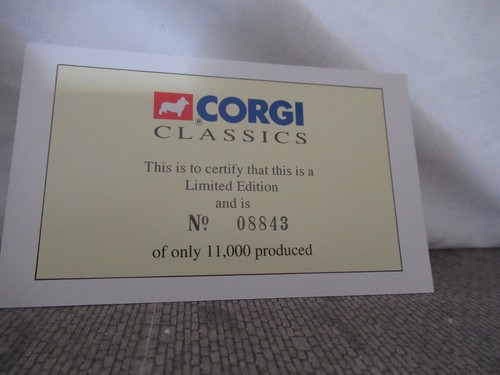 CORGI
®
CLASSICS
This is to certify that this is a
Limited Edition
and is
Nº 08843
of only 11,000 produced